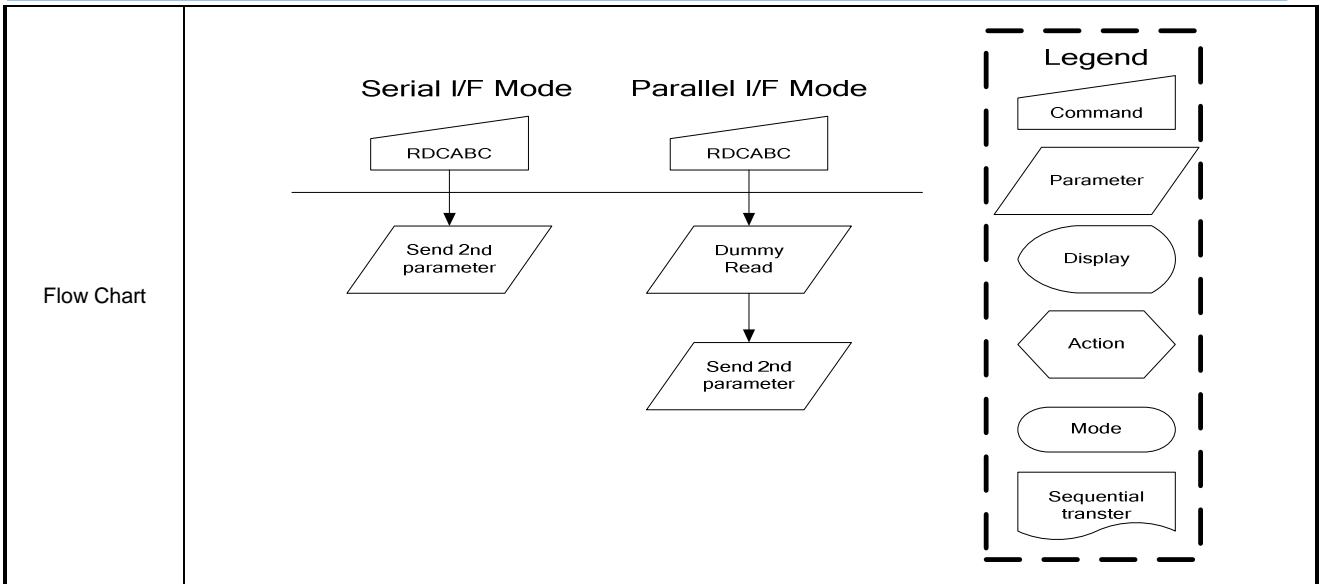 Flow Chart
Serial I/F Mode
RDCABC
Send 2nd
parameter
Parallel I/F Mode
RDCABC
Dummy
Read
Send 2nd
parameter
Legend
Command
Parameter
Display
Action
Mode
Sequential
transter